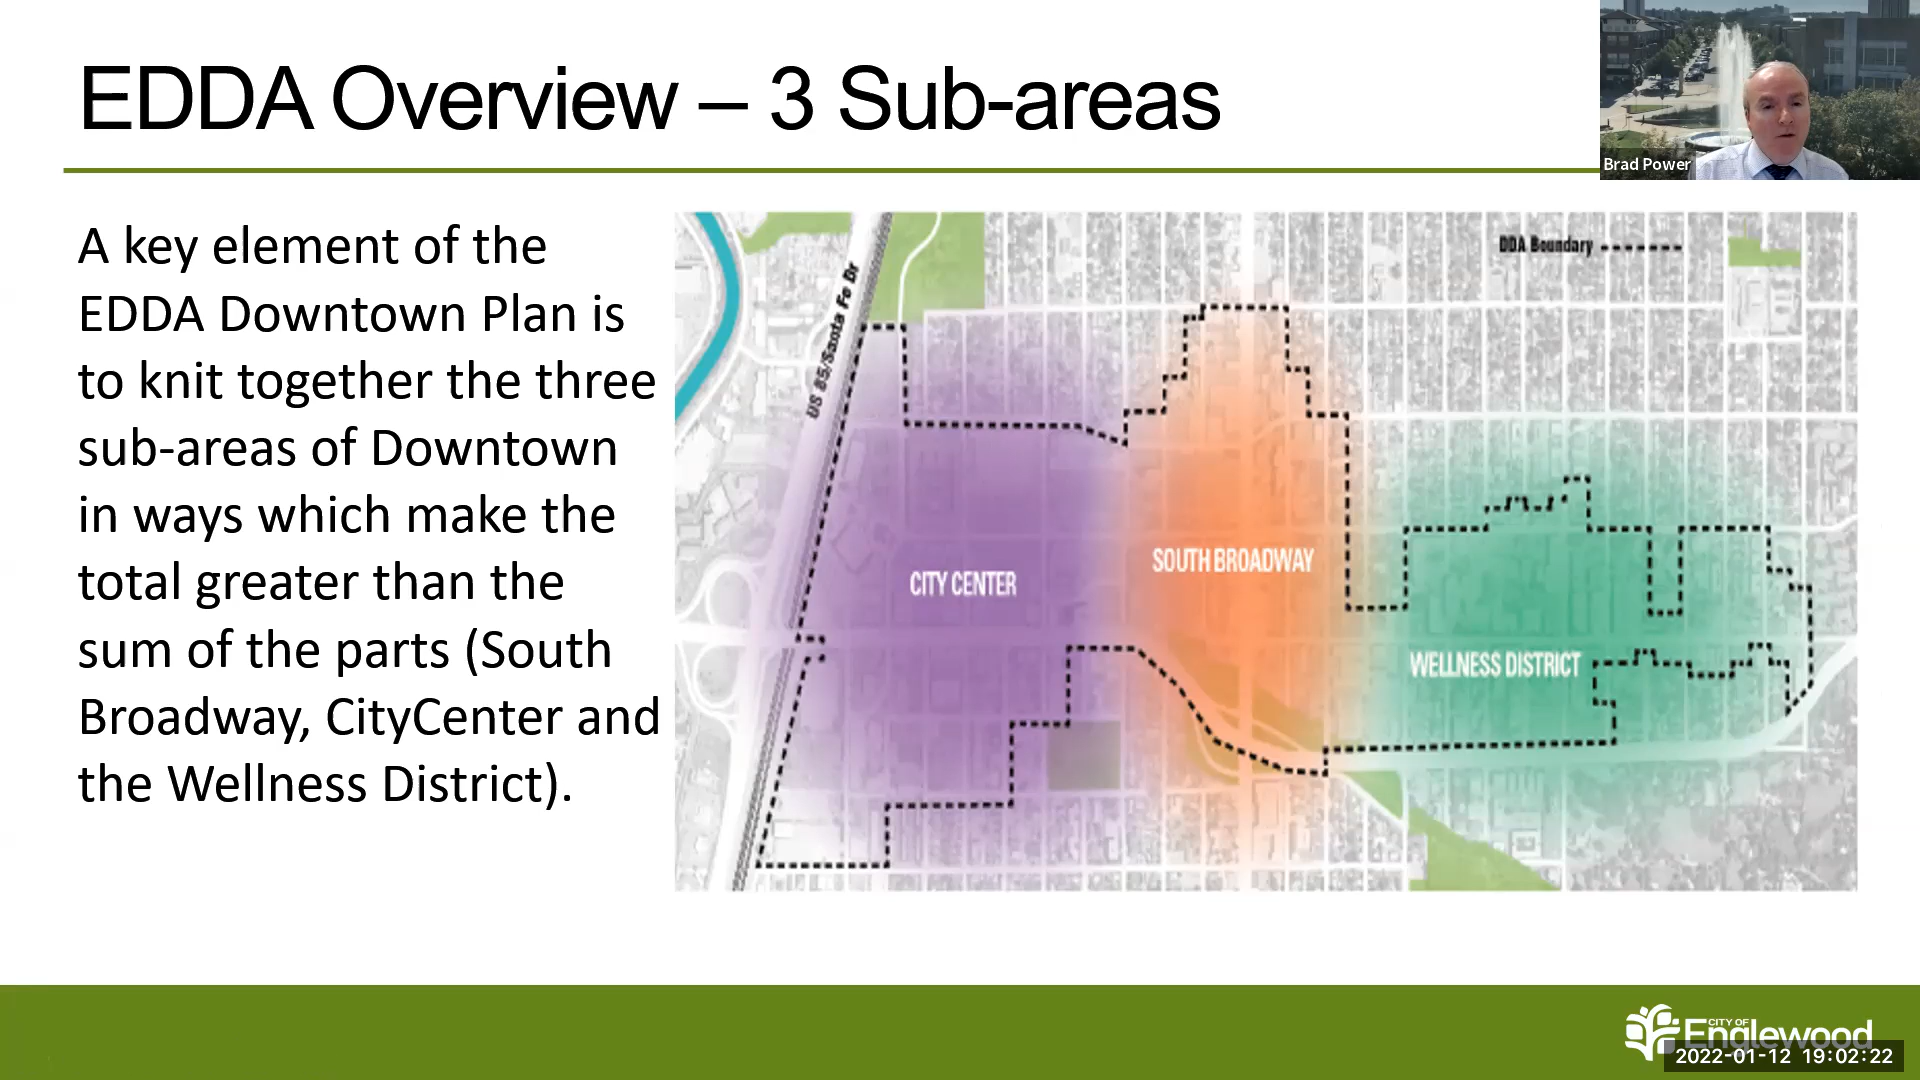 EDDA Overview – 3 Sub-areas
Brad Power
A key element of the
EDDA Downtown Plan is
to knit together the three
sub-areas of Downtown
in ways which make the
total greater than the
sum of the parts (South
Broadway, CityCenter and
the Wellness District).
US 85/Santa Fe Dr
DDA Boundary
CITY CENTER
SOUTH BROADWAY
WELLNESS DISTRICT
CITY OF
Englewood
2022-01-12 19:02:22